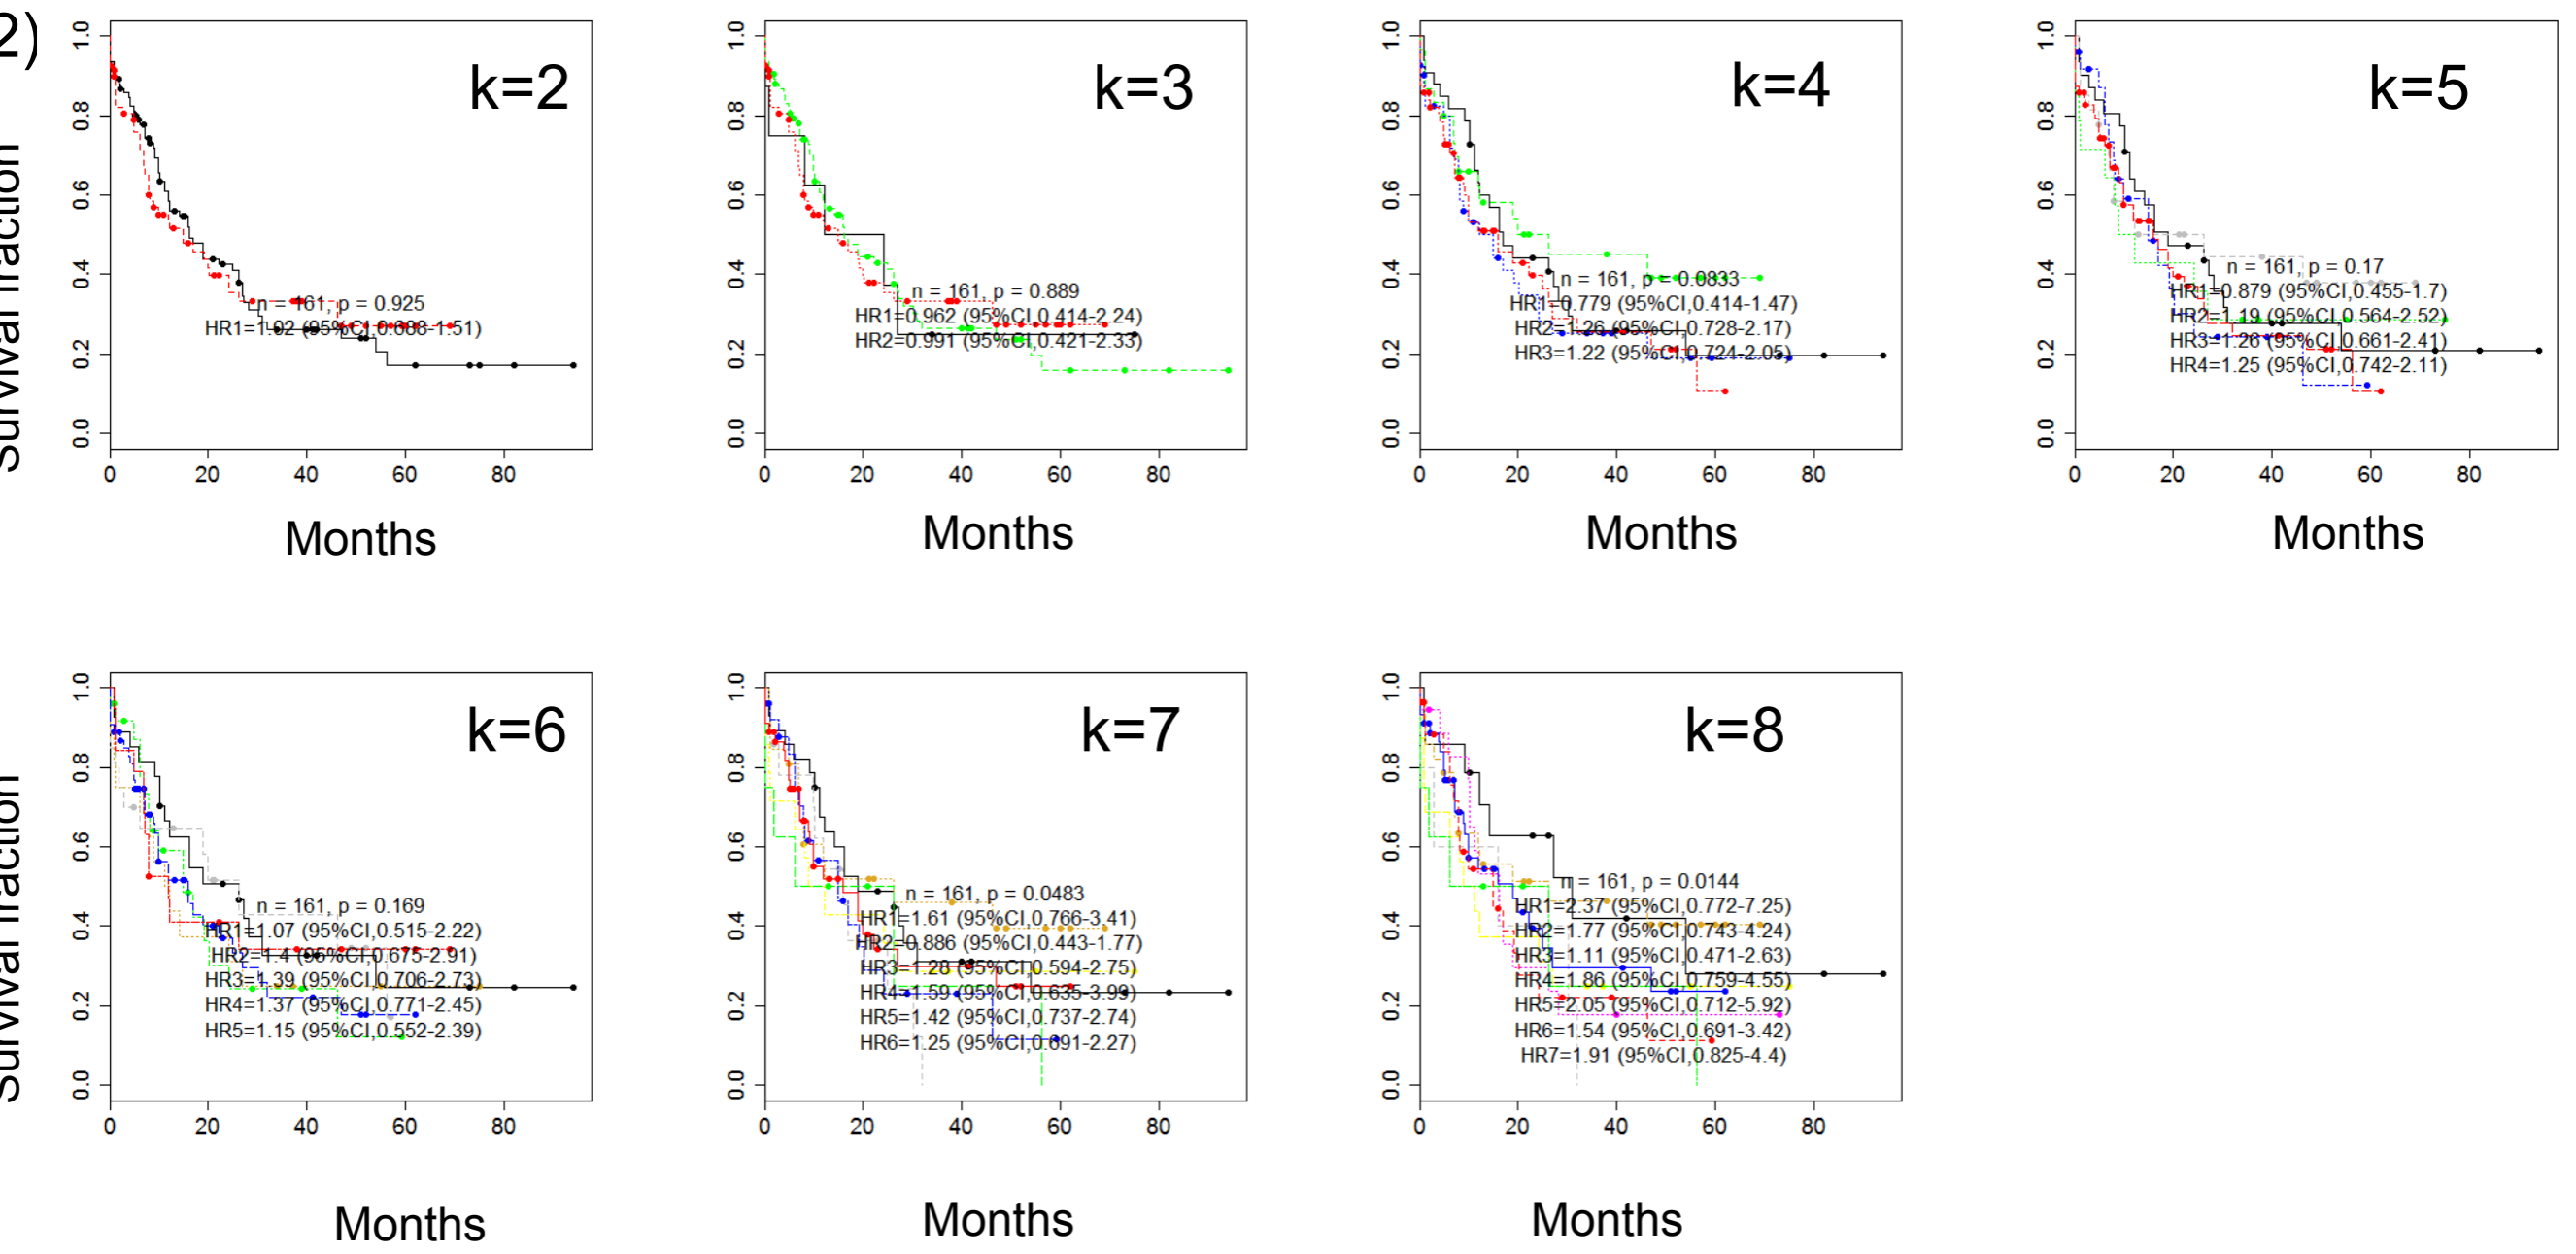 2)
k=2
k=3
k=4
k=5
Survival fraction
1.0
0.8
0.6
0.4
0.2
0.0
n = 161, p = 0.925
HR1=1.02 (95%CI,0.688-1.51)
0 20 40 60 80
Months
1.0
0.8
0.6
0.4
0.2
0.0
n = 161, p = 0.889
HR1=0.962 (95%CI,0.414-2.24)
HR2=0.991 (95%CI,0.421-2.33)
0 20 40 60 80
Months
1.0
0.8
0.6
0.4
0.2
0.0
n = 161, p = 0.0833
HR1=0.779 (95%CI,0.414-1.47)
HR2=1.26 (95%CI,0.728-2.17)
HR3=1.22 (95%CI,0.724-2.05)
0 20 40 60 80
Months
1.0
0.8
0.6
0.4
0.2
0.0
n = 161, p = 0.17
HR1=0.879 (95%CI,0.455-1.7)
HR2=1.19 (95%CI,0.564-2.52)
HR3=1.26 (95%CI,0.661-2.41)
HR4=1.25 (95%CI,0.742-2.11)
0 20 40 60 80
Months
k=6
k=7
k=8
Survival fraction
1.0
0.8
0.6
0.4
0.2
0.0
n = 161, p = 0.169
HR1=1.07 (95%CI,0.515-2.22)
HR2=1.4 (95%CI,0.675-2.91)
HR3=1.39 (95%CI,0.706-2.73)
HR4=1.37 (95%CI,0.771-2.45)
HR5=1.15 (95%CI,0.552-2.39)
0 20 40 60 80
Months
1.0
0.8
0.6
0.4
0.2
0.0
n = 161, p = 0.0483
HR1=1.61 (95%CI,0.766-3.41)
HR2=0.886 (95%CI,0.443-1.77)
HR3=1.28 (95%CI,0.594-2.75)
HR4=1.59 (95%CI,0.635-3.99)
HR5=1.42 (95%CI,0.737-2.74)
HR6=1.25 (95%CI,0.691-2.27)
0 20 40 60 80
Months
1.0
0.8
0.6
0.4
0.2
0.0
n = 161, p = 0.0144
HR1=2.37 (95%CI,0.772-7.25)
HR2=1.77 (95%CI,0.743-4.24)
HR3=1.11 (95%CI,0.471-2.63)
HR4=1.86 (95%CI,0.759-4.55)
HR5=2.05 (95%CI,0.712-5.92)
HR6=1.54 (95%CI,0.691-3.42)
HR7=1.91 (95%CI,0.825-4.4)
0 20 40 60 80
Months